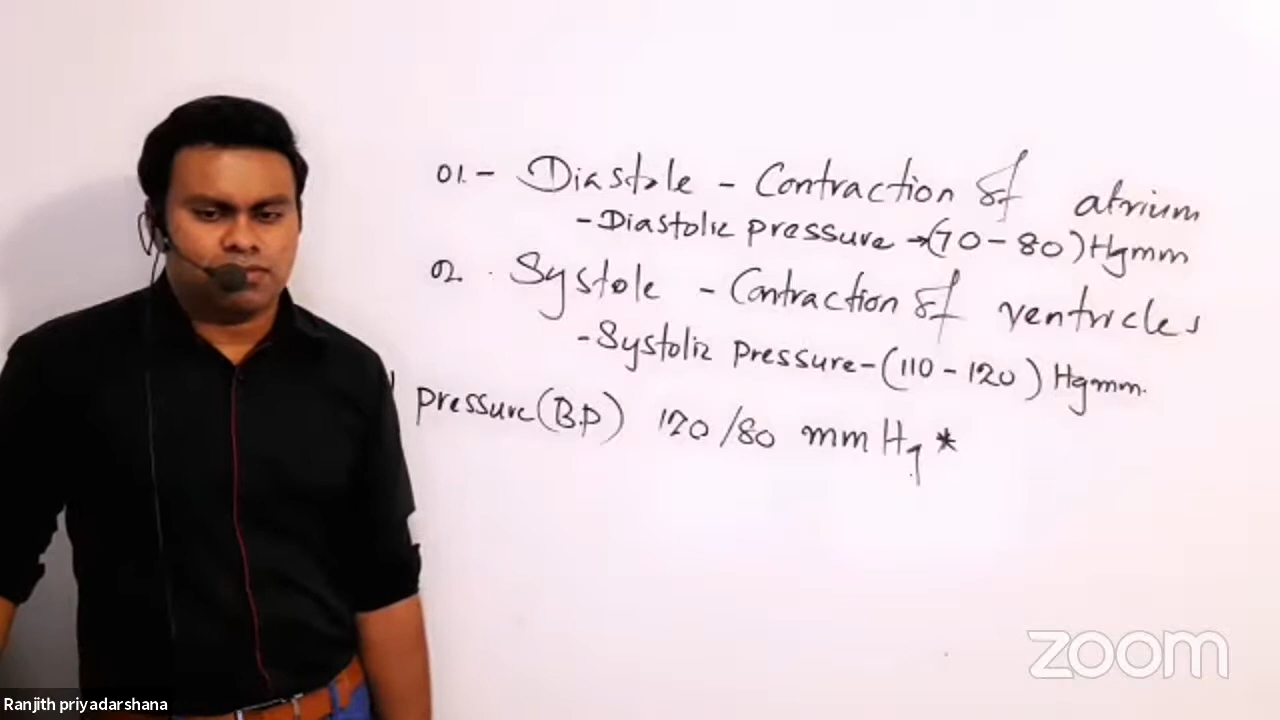 01. - Diastole - Contraction of atrium
- Diastolic pressure → (70 - 80) Hgmm
02. Systole - Contraction of ventricles
- Systolic pressure - (110 - 120) Hgmm.
pressure (B.P) 120/80 mmHg *
zoom
Ranjith priyadarshana